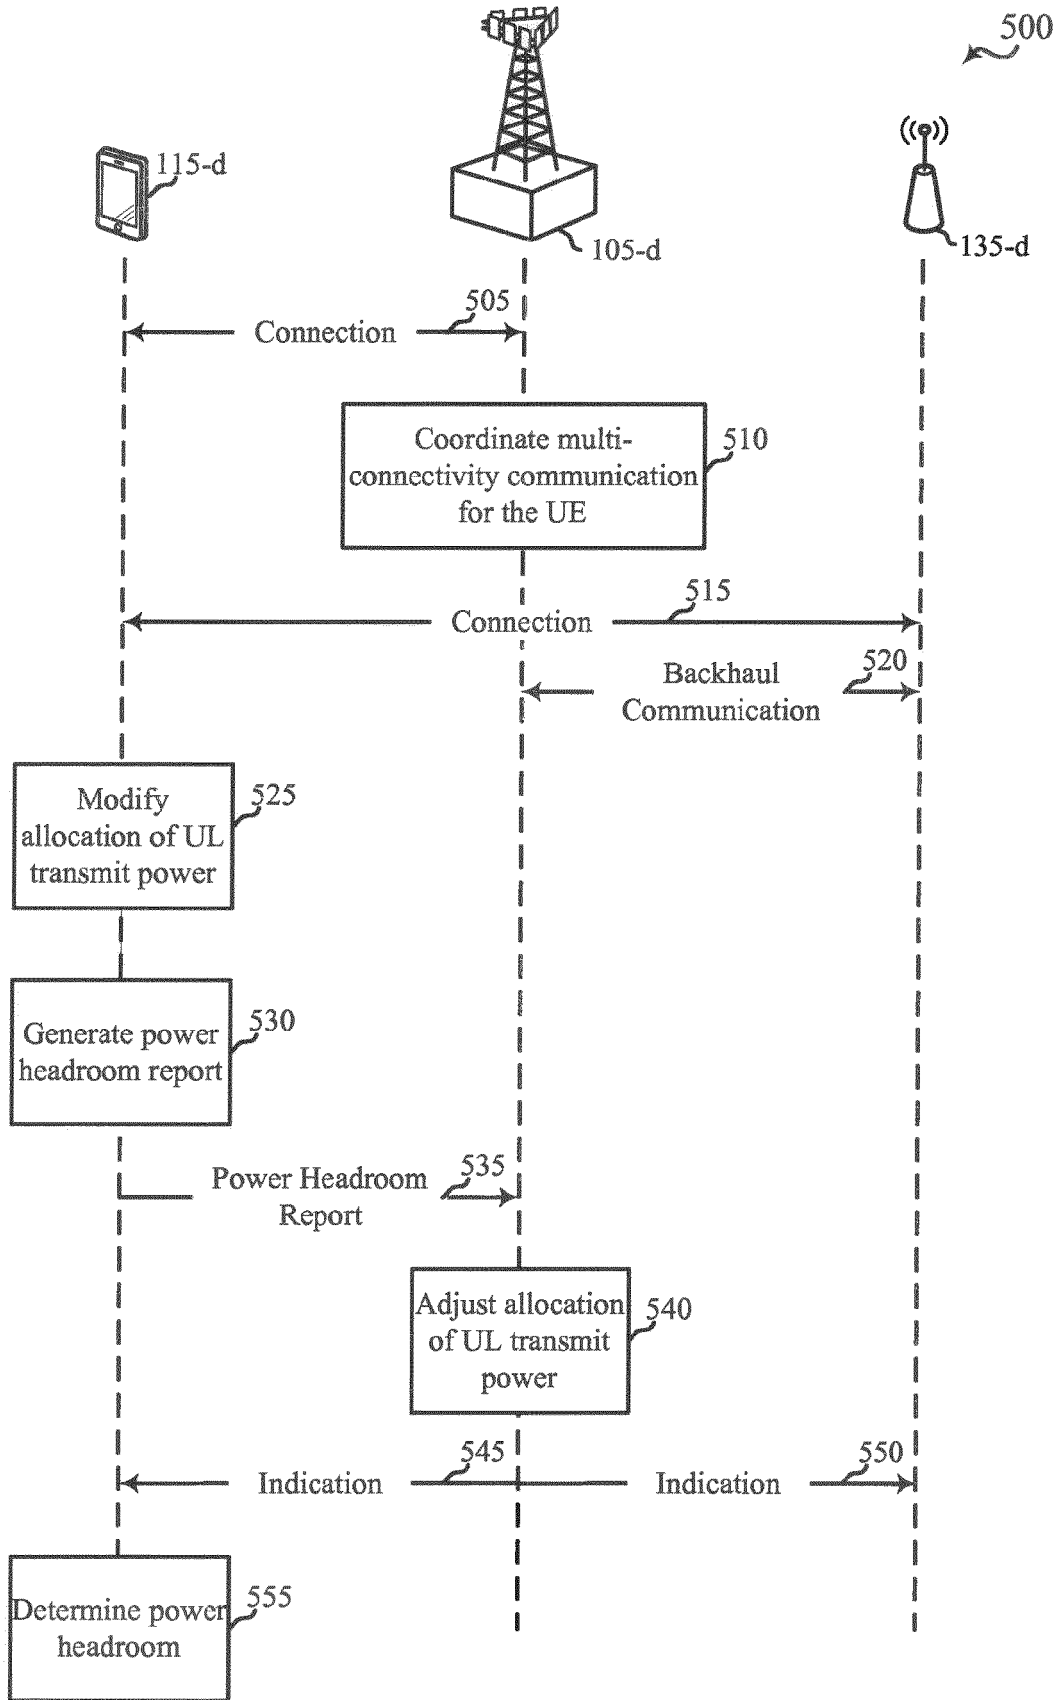 500
115-d
105-d
135-d
505
Connection
Coordinate multi-
connectivity communication
for the UE
510
515
Connection
520
Backhaul
Communication
Modify
allocation of UL
transmit power
525
Generate power
headroom report
530
535
Power Headroom
Report
Adjust allocation
of UL transmit
power
540
545
Indication
550
Indication
Determine power
headroom
555